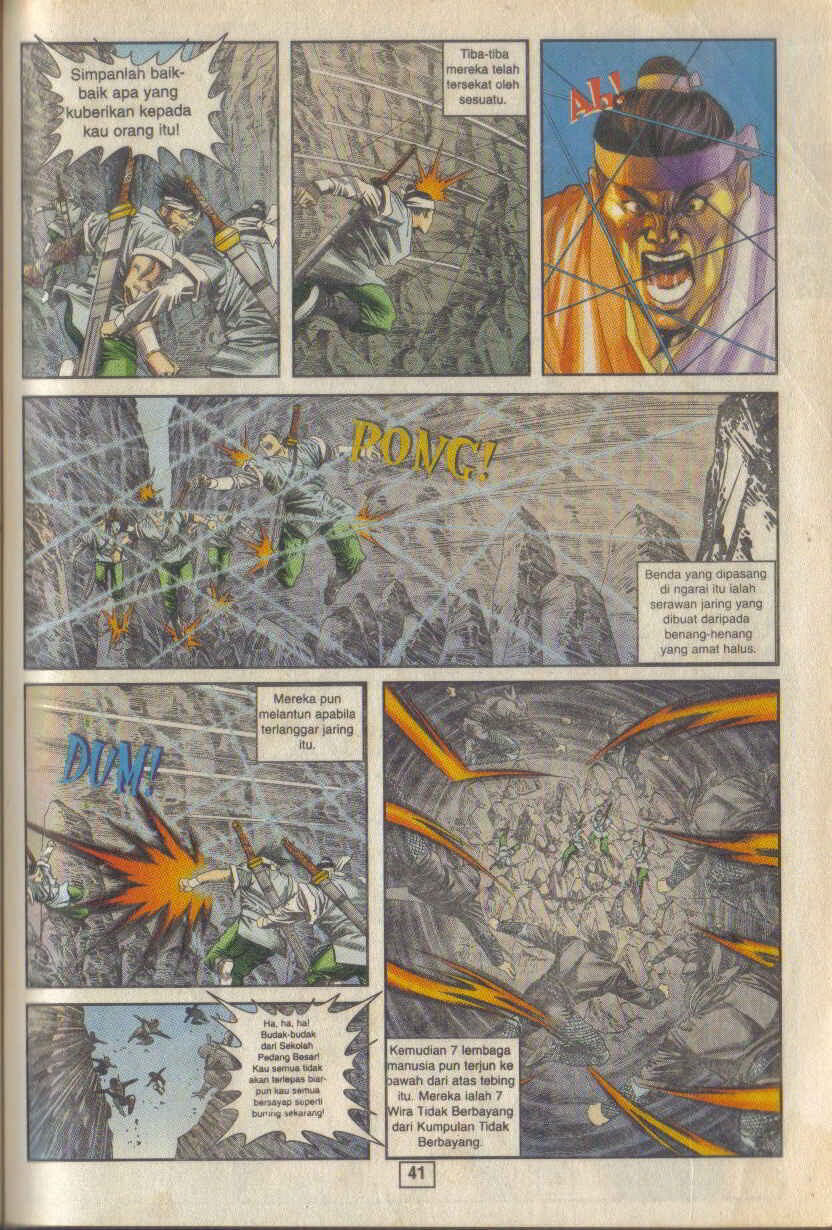 Simpanlah baik-
baik apa yang
kuberikan kepada
kau orang itu!
Tiba-tiba
mereka telah
tersekat oleh
sesuatu.
AH!
PONG!
Benda yang dipasang
di ngarai itu ialah
serawan jaring yang
dibuat daripada
benang-henang
yang amat halus.
Mereka pun
melantun apabila
terlanggar jaring
itu.
DUM!
Kemudian 7 lembaga
manusia pun terjun ke
bawah dari atas tebing
itu. Mereka ialah 7
Wira Tidak Berbayang
dari Kumpulan Tidak
Berbayang.
Ha, ha, ha!
Budak-budak
dari Sekolah
Pedang Besar!
Kau semua tidak
akan terlepas biar-
pun kau semua
bersayap seperti
burung sekarang!
41